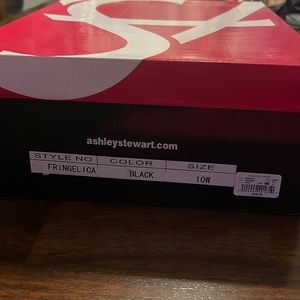 ashleystewart.com
STYLE NO COLOR SIZE
FRINGELICA BLACK 10W